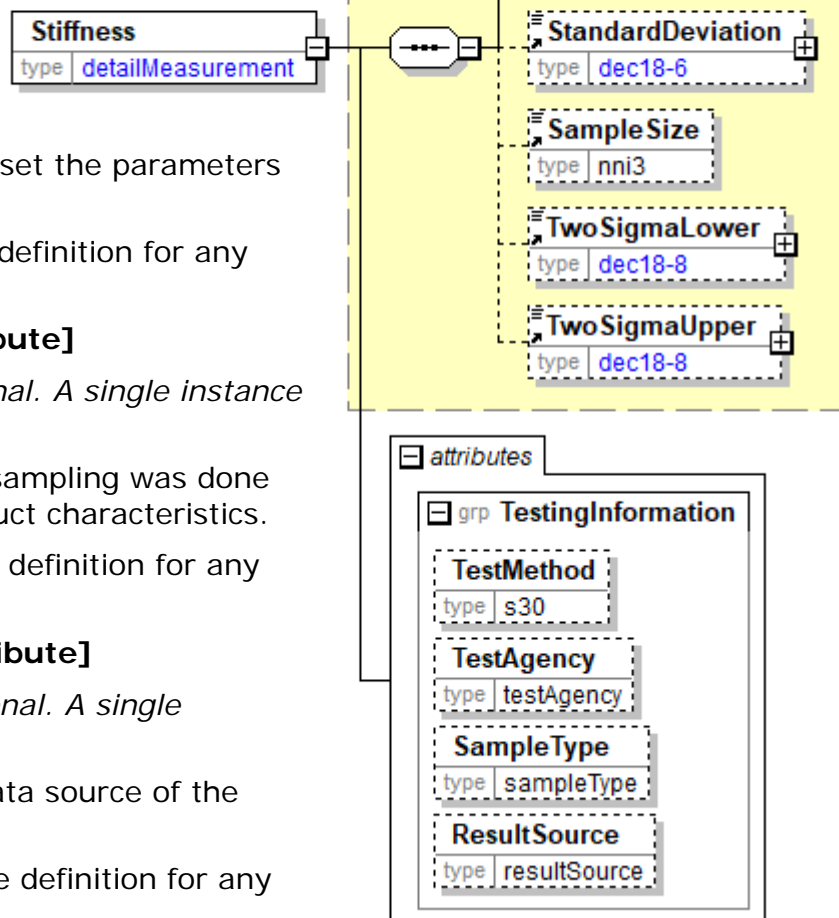 Stiffness
type detailMeasurement
StandardDeviation
type dec18-6
SampleSize
type nni3
TwoSigmaLower
type dec18-8
TwoSigmaUpper
type dec18-8
set the parameters
definition for any
bute]
nal. A single instance
sampling was done
uct characteristics.
definition for any
ibute]
onal. A single
ata source of the
e definition for any
attributes
grp TestingInformation
TestMethod
type s30
TestAgency
type testAgency
SampleType
type sampleType
ResultSource
type resultSource